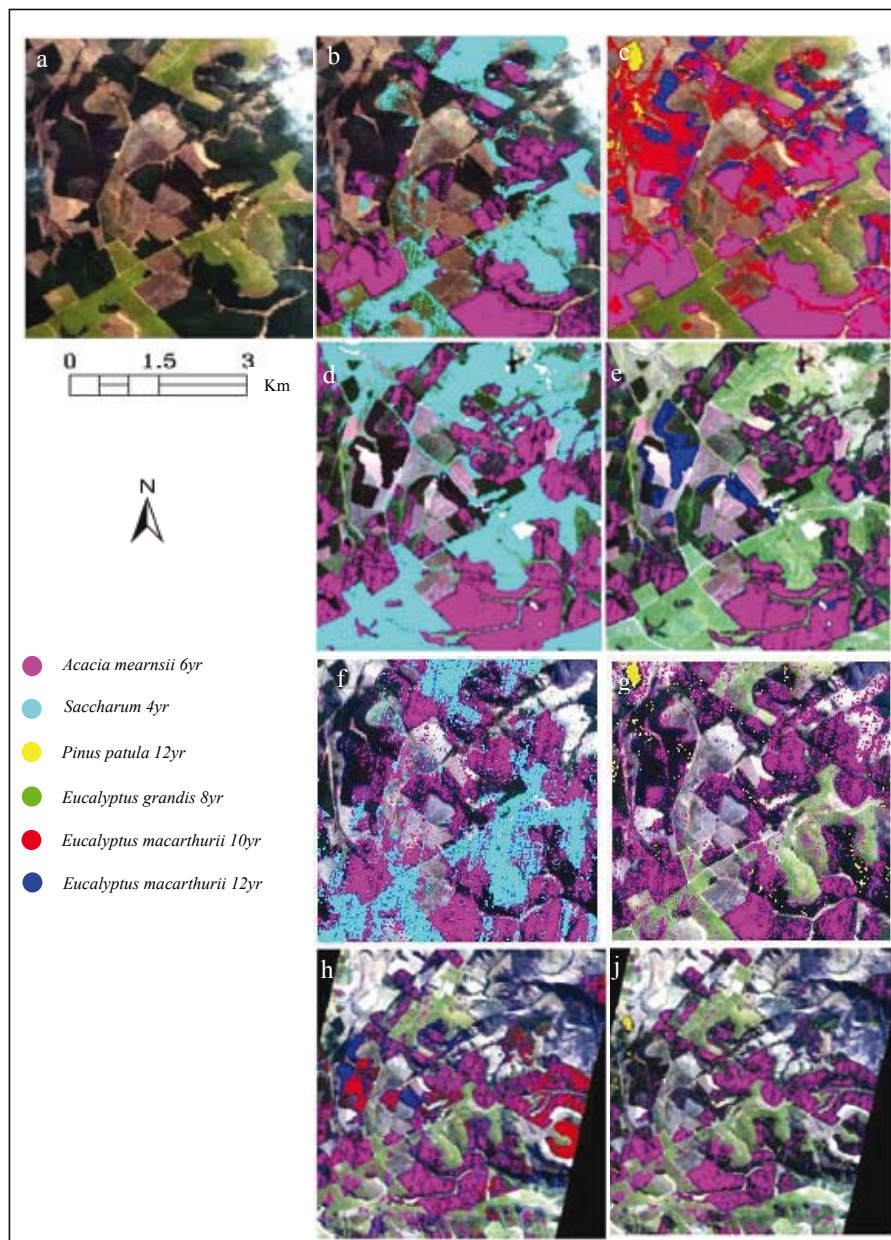 a
b
c
0 1.5 3
Km
d
e
N
Acacia mearnsii 6yr
Saccharum 4yr
Pinus patula 12yr
Eucalyptus grandis 8yr
Eucalyptus macarthurii 10yr
Eucalyptus macarthurii 12yr
f
g
h
j